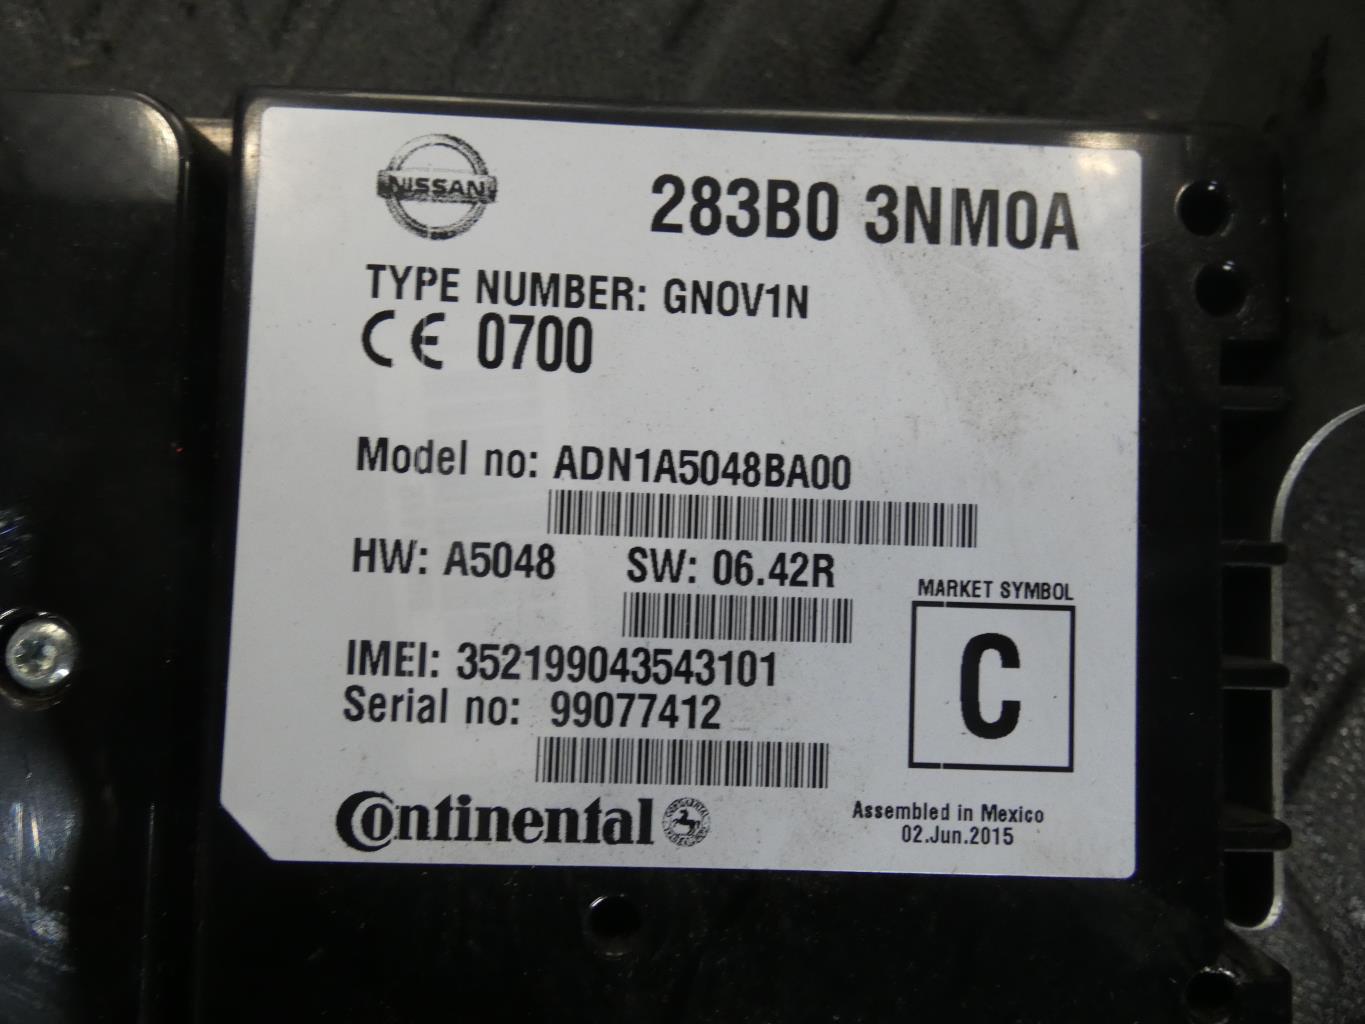 NISSAN
283B0 3NM0A
TYPE NUMBER: GNOV1N
CE 0700
Model no: ADN1A5048BA00
HW: A5048 SW: 06.42R
MARKET SYMBOL
C
IMEI: 352199043543101
Serial no: 99077412
Continental
Assembled in Mexico
02.Jun.2015